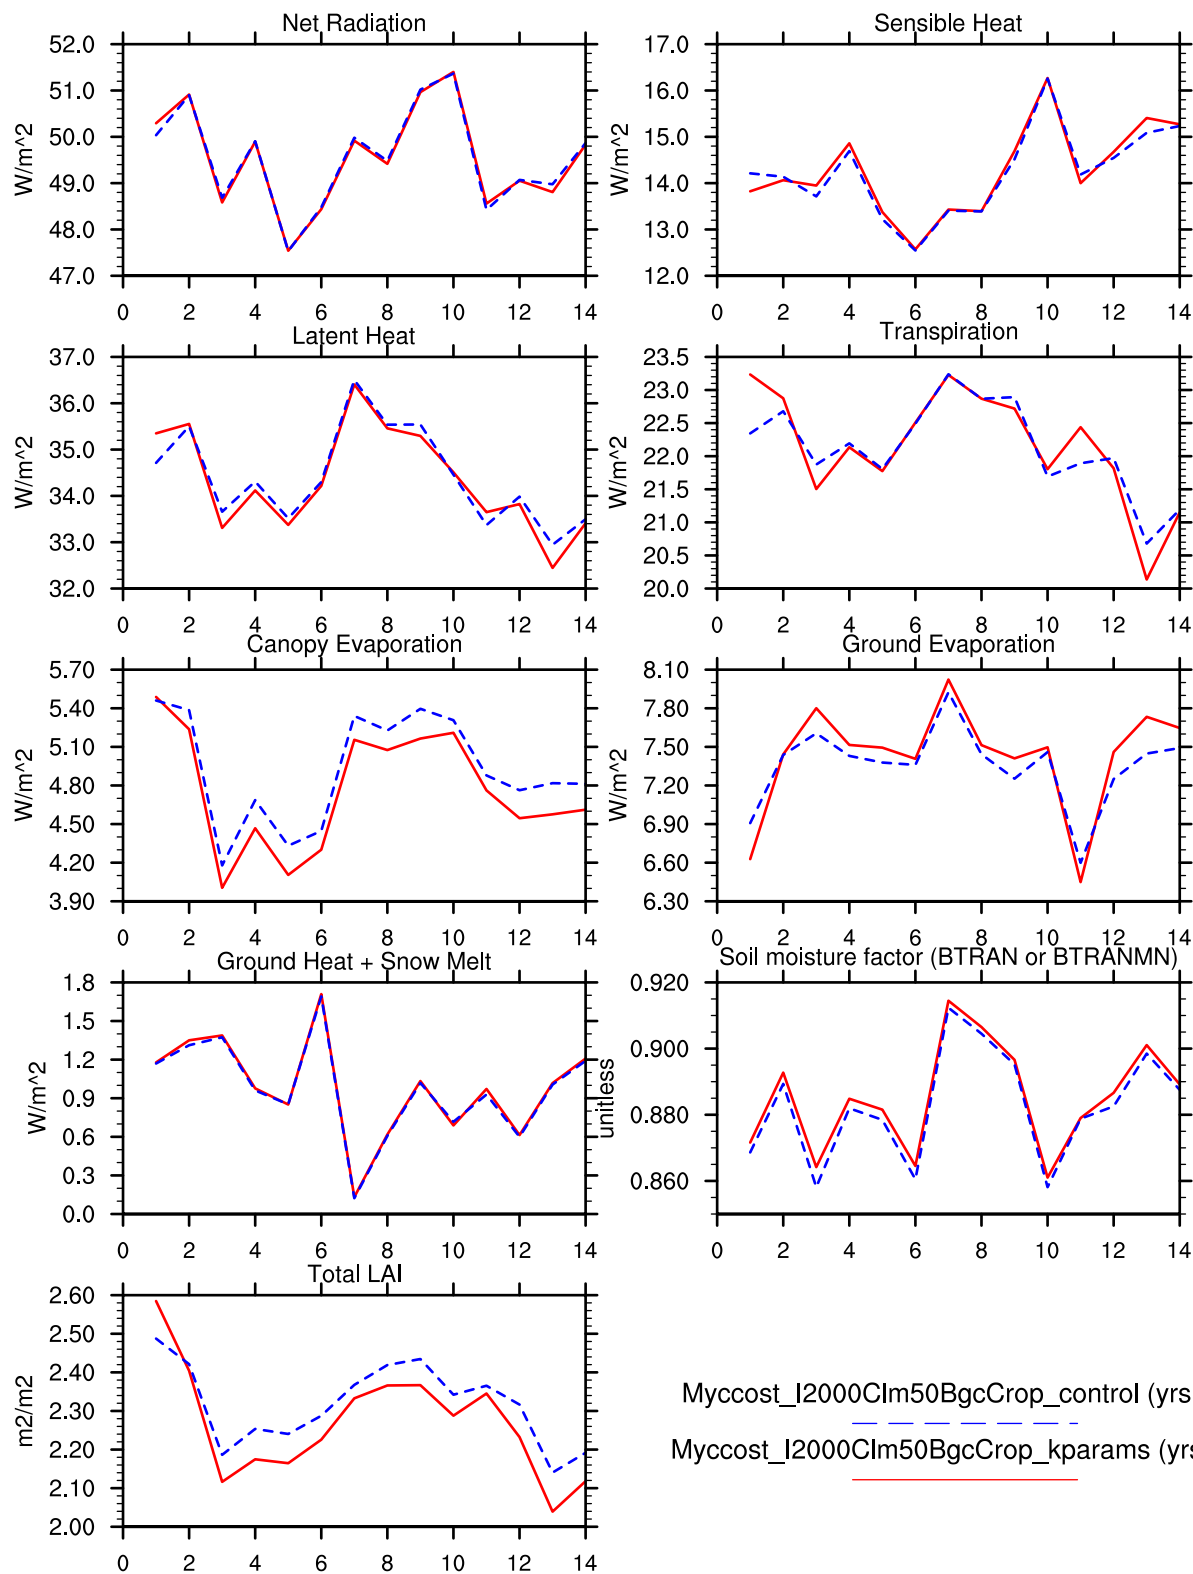 Net Radiation
52.0
51.0
50.0
49.0
48.0
47.0
W/m^2
0 2 4 6 8 10 12 14
Sensible Heat
17.0
16.0
15.0
14.0
13.0
12.0
W/m^2
0 2 4 6 8 10 12 14
Latent Heat
37.0
36.0
35.0
34.0
33.0
32.0
W/m^2
0 2 4 6 8 10 12 14
Transpiration
23.5
23.0
22.5
22.0
21.5
21.0
20.5
20.0
W/m^2
0 2 4 6 8 10 12 14
Canopy Evaporation
5.70
5.40
5.10
4.80
4.50
4.20
3.90
W/m^2
0 2 4 6 8 10 12 14
Ground Evaporation
8.10
7.80
7.50
7.20
6.90
6.60
6.30
W/m^2
0 2 4 6 8 10 12 14
Ground Heat + Snow Melt
1.8
1.5
1.2
0.9
0.6
0.3
0.0
W/m^2
0 2 4 6 8 10 12 14
Soil moisture factor (BTRAN or BTRANMN)
0.920
0.900
0.880
0.860
unitless
0 2 4 6 8 10 12 14
Total LAI
2.60
2.50
2.40
2.30
2.20
2.10
2.00
m2/m2
0 2 4 6 8 10 12 14
Myccost_I2000Clm50BgcCrop_control (yrs
Myccost_I2000Clm50BgcCrop_kparams (yrs